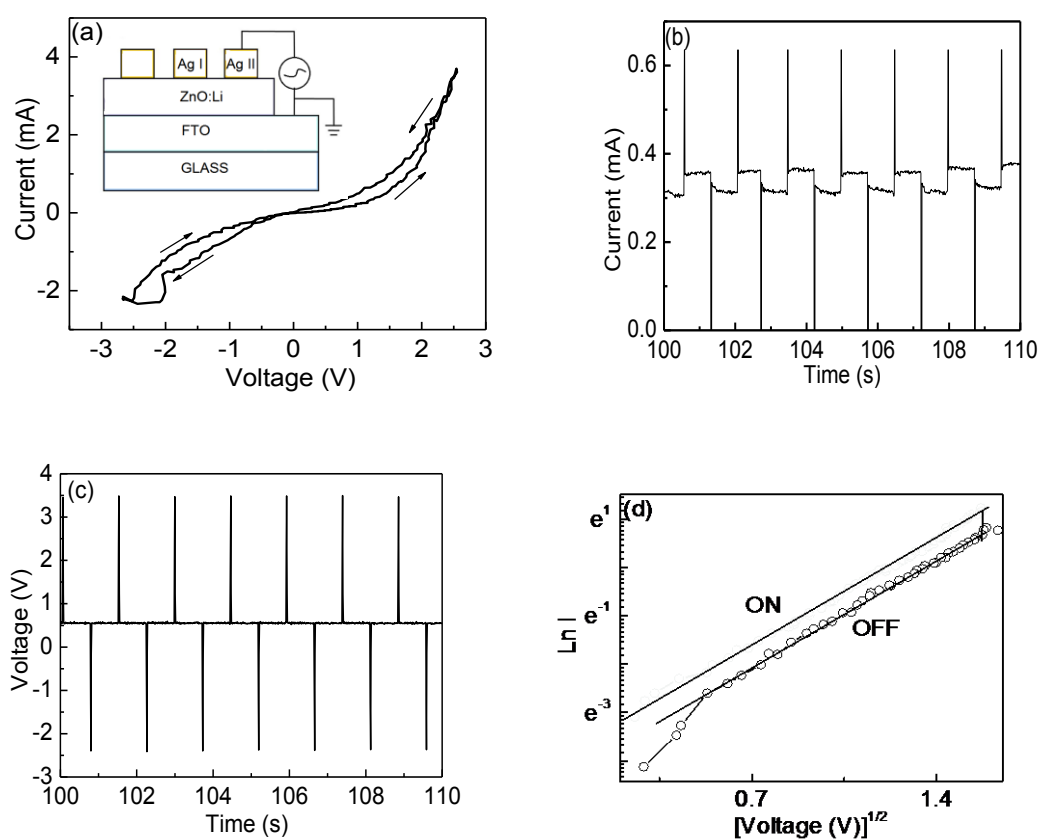 (a)
4
2
0
-2
Current (mA)
Ag I
Ag II
ZnO:Li
FTO
GLASS
-3 -2 -1 0 1 2 3
Voltage (V)
(b)
0.6
0.4
0.2
0.0
Current (mA)
100 102 104 106 108 110
Time (s)
(c)
4
3
2
1
0
-1
-2
-3
Voltage (V)
100 102 104 106 108 110
Time (s)
(d)
e1
e-1
e-3
Ln I
ON
OFF
0.7 1.4
[Voltage (V)]1/2